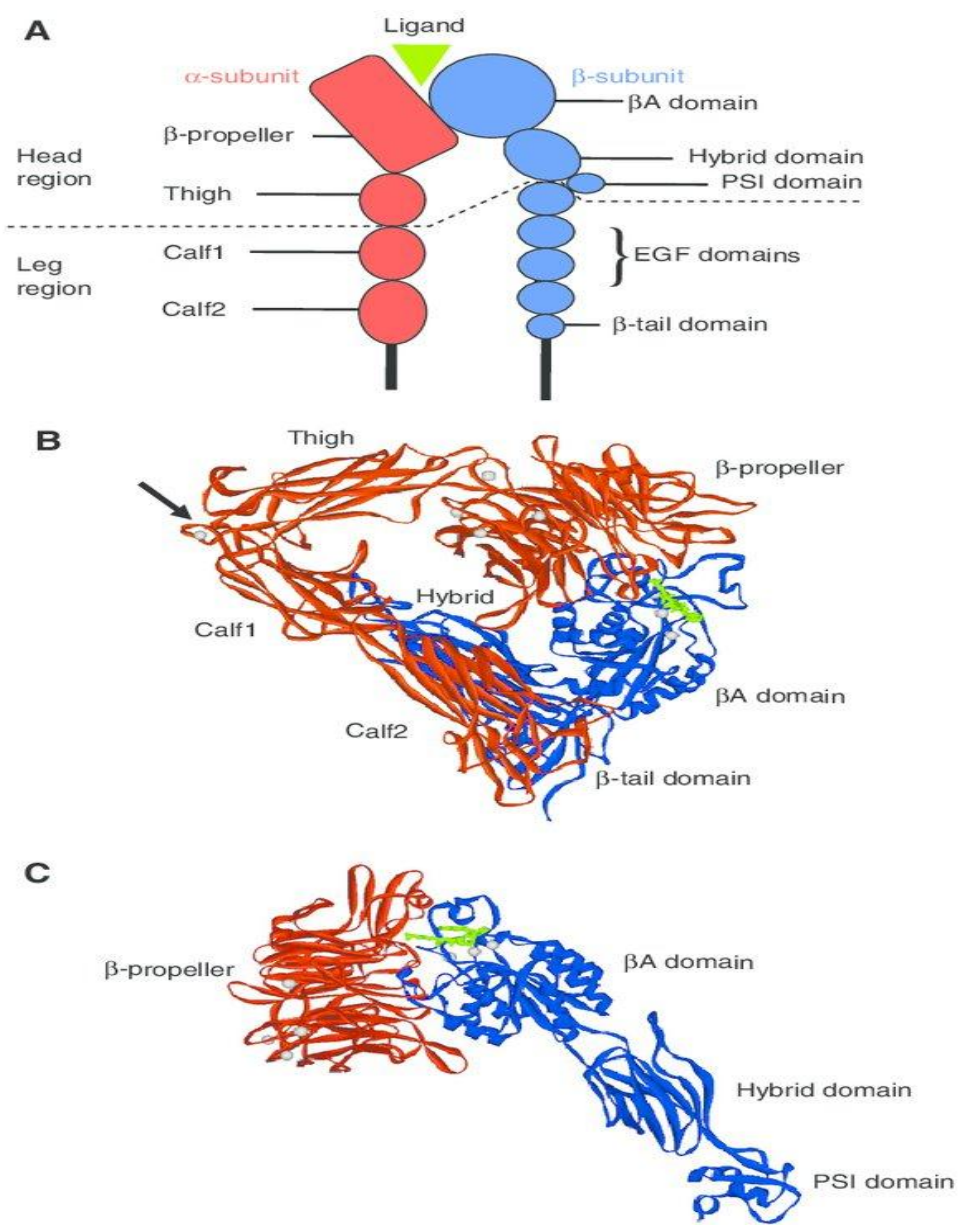 A
Ligand
α-subunit
β-subunit
βA domain
β-propeller
Head
region
Hybrid domain
PSI domain
Thigh
Calf1
Leg
region
EGF domains
Calf2
β-tail domain
B
Thigh
β-propeller
Hybrid
Calf1
βA domain
Calf2
β-tail domain
C
β-propeller
βA domain
Hybrid domain
PSI domain